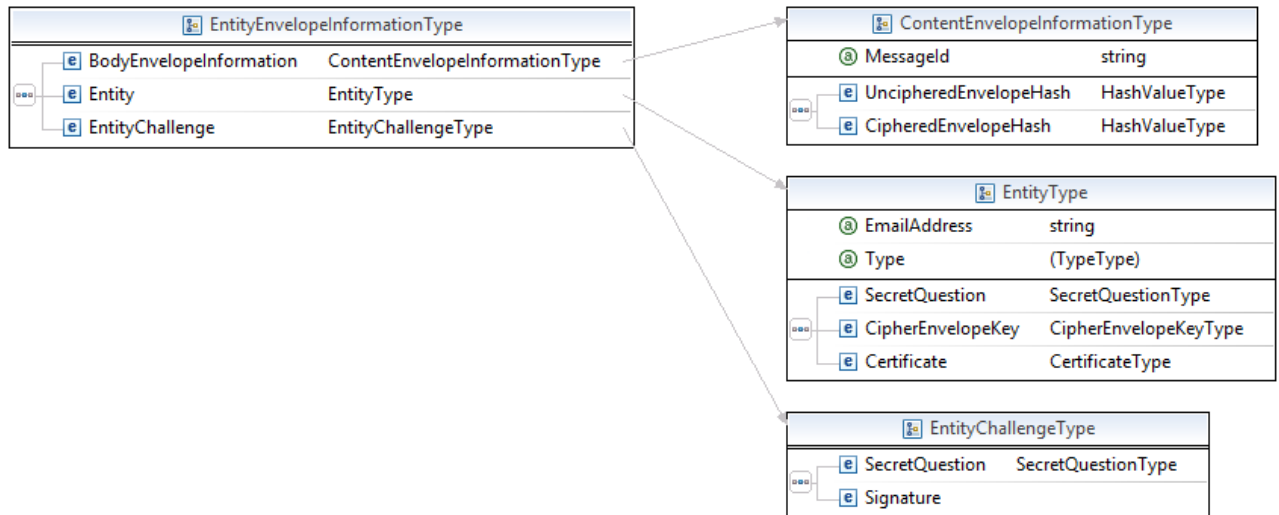 EntityEnvelopeInformationType
e BodyEnvelopeInformation ContentEnvelopeInformationType
e Entity EntityType
e EntityChallenge EntityChallengeType
ContentEnvelopeInformationType
a MessageId string
e UncipheredEnvelopeHash HashValueType
e CipheredEnvelopeHash HashValueType
EntityType
a EmailAddress string
a Type (TypeType)
e SecretQuestion SecretQuestionType
e CipherEnvelopeKey CipherEnvelopeKeyType
e Certificate CertificateType
EntityChallengeType
e SecretQuestion SecretQuestionType
e Signature